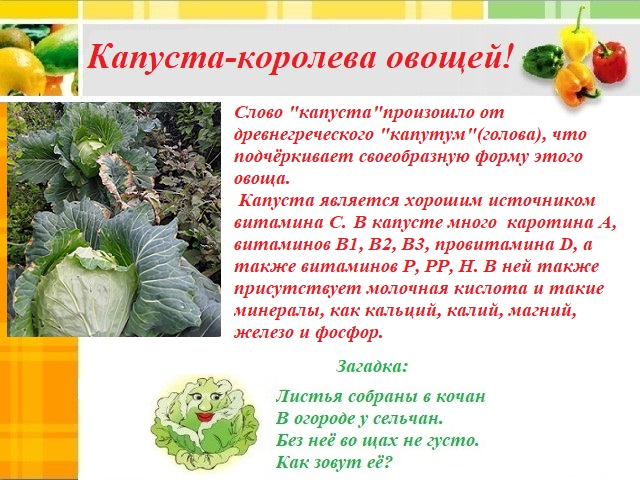 Капуста-королева овощей!
Слово "капуста"произошло от
древнегреческого "капутум"(голова), что
подчёркивает своеобразную форму этого
овоща.
Капуста является хорошим источником
витамина С. В капусте много каротина А,
витаминов В1, В2, В3, провитамина D, а
также витаминов Р, РР, Н. В ней также
присутствует молочная кислота и такие
минералы, как кальций, калий, магний,
железо и фосфор.
Загадка:
Листья собраны в кочан
В огороде у сельчан.
Без неё во щах не густо.
Как зовут её?